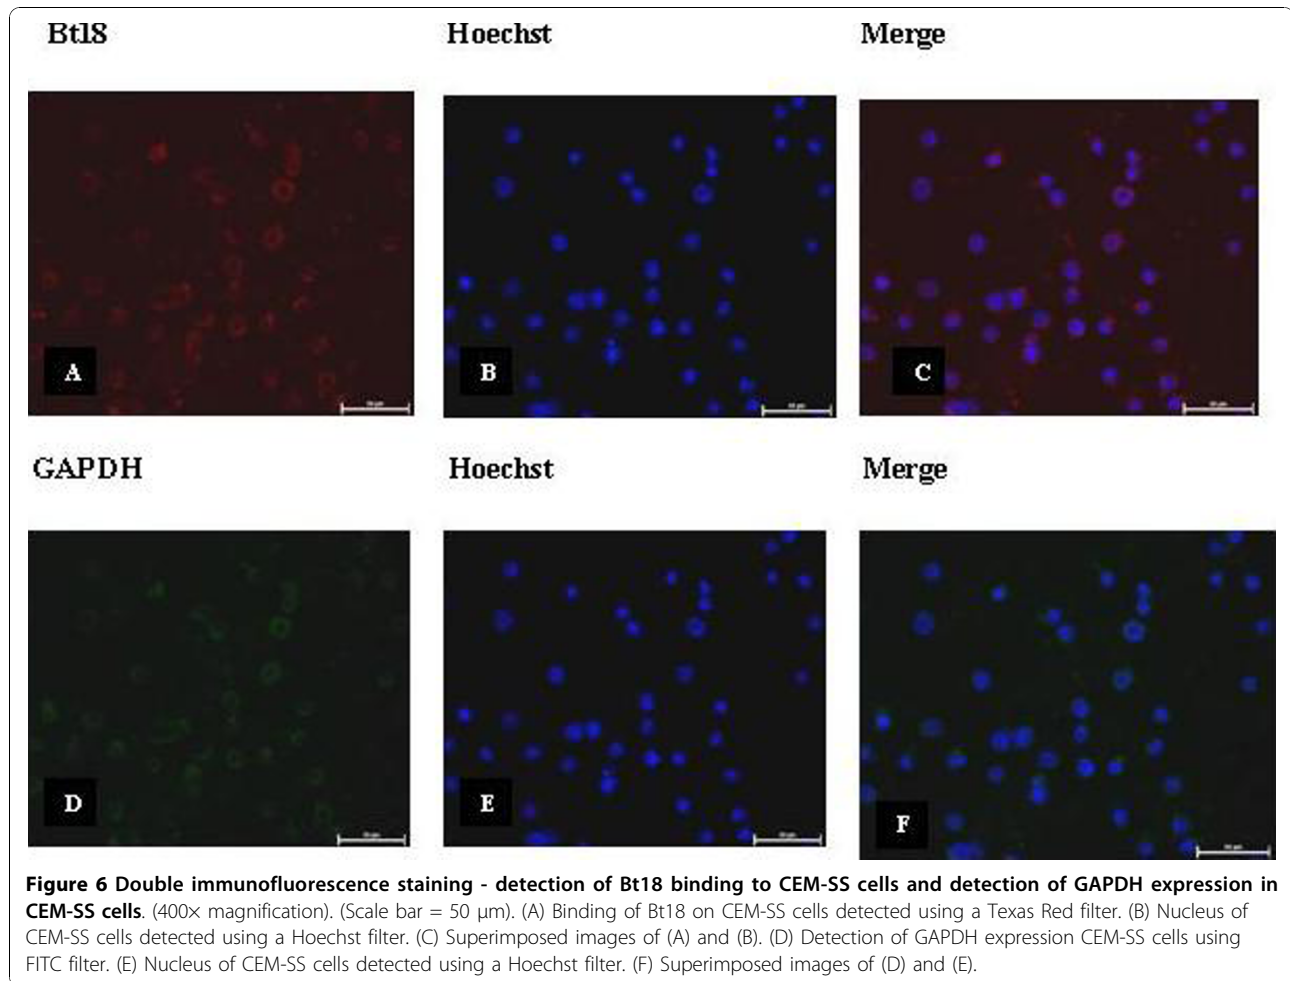 Bt18 Hoechst Merge
A B C
GAPDH Hoechst Merge
D E F
Figure 6 Double immunofluorescence staining - detection of Bt18 binding to CEM-SS cells and detection of GAPDH expression in
CEM-SS cells. (400× magnification). (Scale bar = 50 μm). (A) Binding of Bt18 on CEM-SS cells detected using a Texas Red filter. (B) Nucleus of
CEM-SS cells detected using a Hoechst filter. (C) Superimposed images of (A) and (B). (D) Detection of GAPDH expression CEM-SS cells using
FITC filter. (E) Nucleus of CEM-SS cells detected using a Hoechst filter. (F) Superimposed images of (D) and (E).